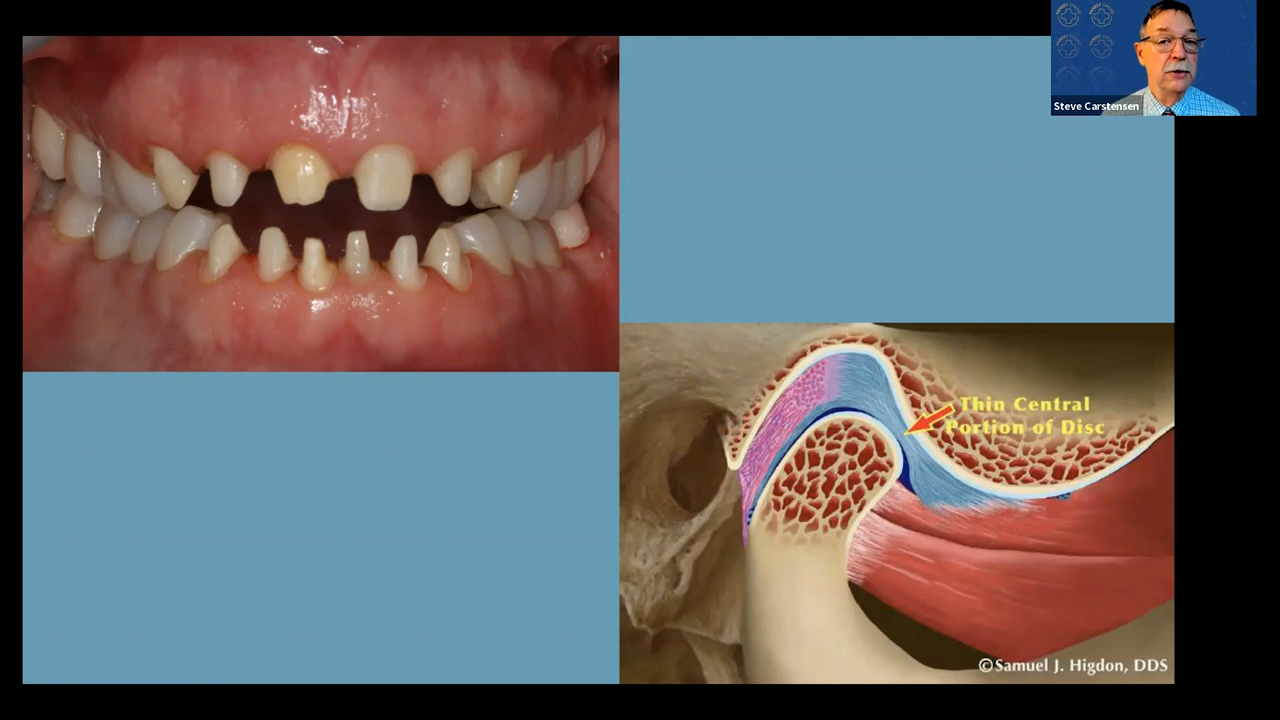 Steve Carstensen
Thin Central
Portion of Disc
©Samuel J. Higdon, DDS